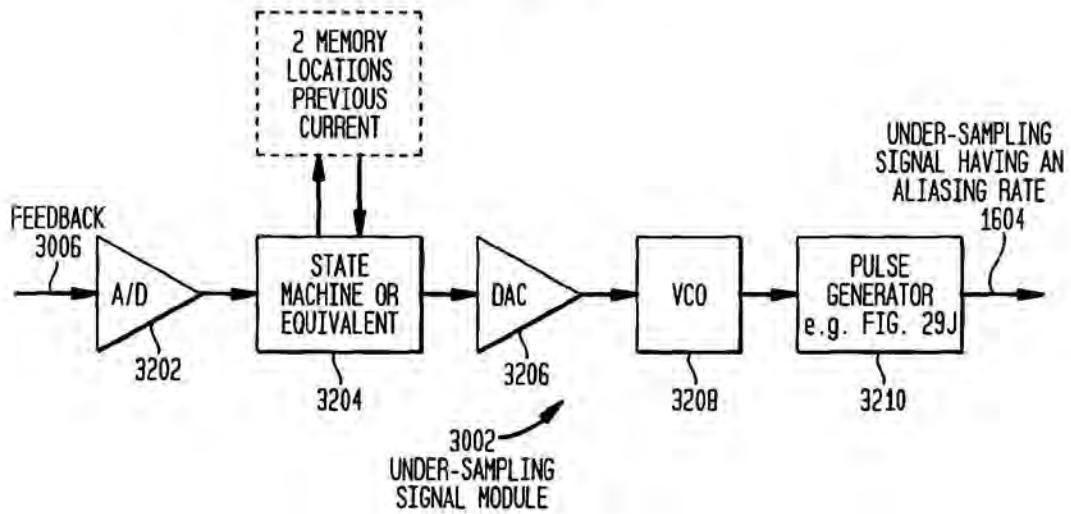 2 MEMORY
LOCATIONS
PREVIOUS
CURRENT
UNDER-SAMPLING
SIGNAL HAVING AN
ALIASING RATE
1604
FEEDBACK
3006
A/D
STATE
MACHINE OR
EQUIVALENT
DAC
VCO
PULSE
GENERATOR
e.g. FIG. 29J
3202
3204
3206
3208
3210
3002
UNDER-SAMPLING
SIGNAL MODULE